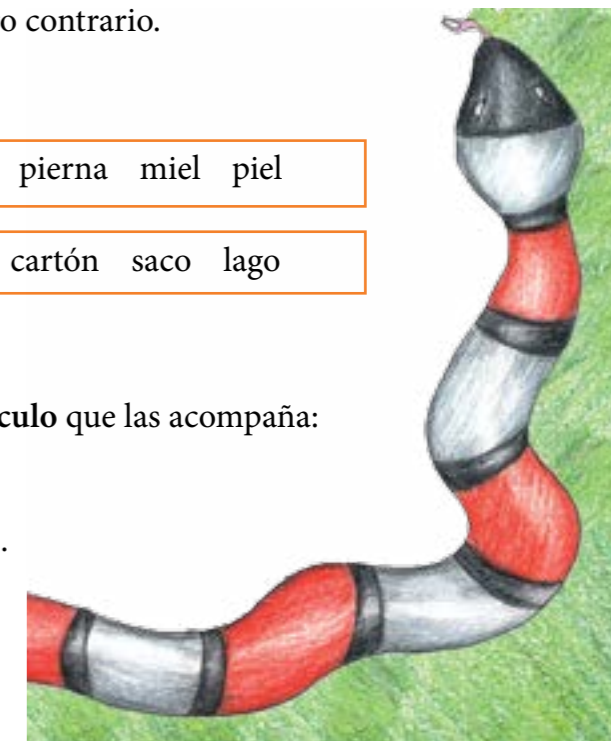 o contrario.
pierna miel piel
cartón saco lago
culo que las acompaña:
.